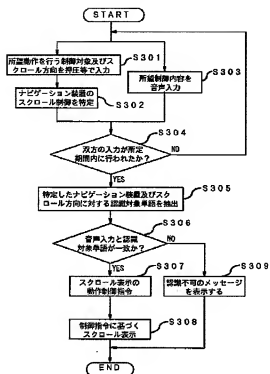 START
所望動作を行う制御対象及びス
クロール方向を押圧等で入力
S301
所望制御内容を
音声入力
S303
ナビゲーション装置の
スクロール制御を特定
S302
S304
双方の入力が所定
期間内に行われたか？
NO
YES
S305
特定したナビゲーション装置及びスク
ロール方向に対する認識対象単語を抽出
S306
音声入力と認識
対象単語が一致か？
NO
YES
S307
スクロール表示の
動作制御指令
S309
認識不可のメッセージ
を表示する
制御指令に基づく
スクロール表示
S308
END